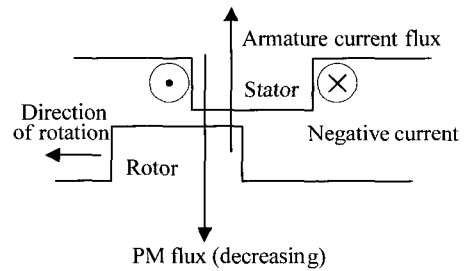 Armature current flux
Stator
Direction
of rotation
Negative current
Rotor
PM flux (decreasing)